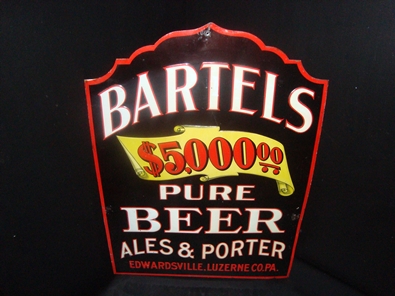 BARTELS
$5,000.00
PURE
BEER
ALES & PORTER
EDWARDSVILLE, LUZERNE CO. PA.